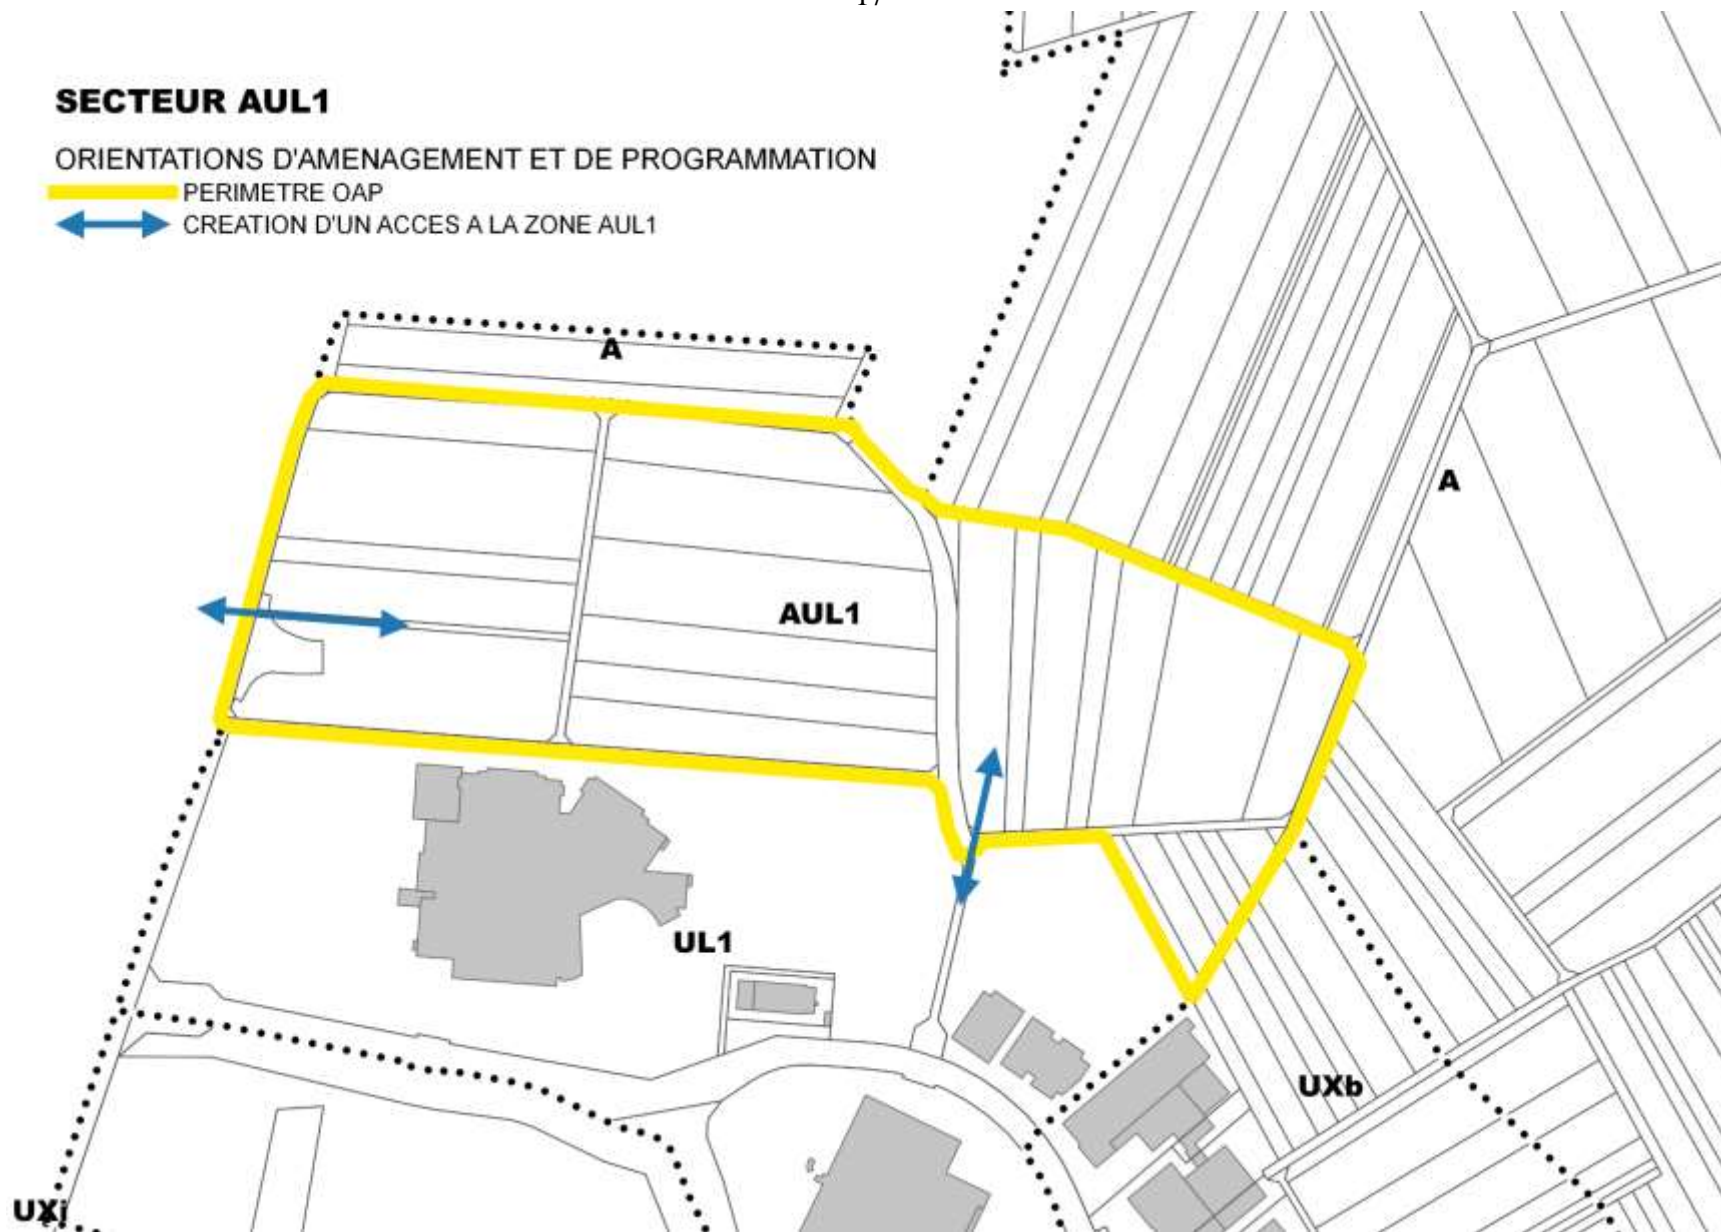 SECTEUR AUL1
ORIENTATIONS D'AMENAGEMENT ET DE PROGRAMMATION
PERIMETRE OAP
CREATION D'UN ACCES A LA ZONE AUL1
A
A
AUL1
UL1
UXb
UXi